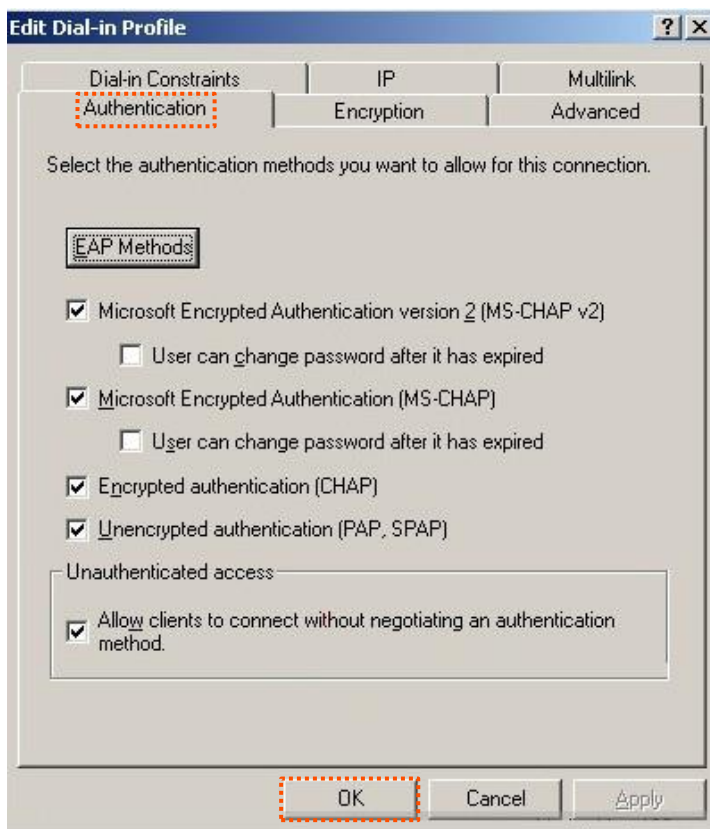 Edit Dial-in Profile
? X
Dial-in Constraints IP Multilink
Authentication Encryption Advanced
Select the authentication methods you want to allow for this connection.
EAP Methods
Microsoft Encrypted Authentication version 2 (MS-CHAP v2)
User can change password after it has expired
Microsoft Encrypted Authentication (MS-CHAP)
User can change password after it has expired
Encrypted authentication (CHAP)
Unencrypted authentication (PAP, SPAP)
Unauthenticated access
Allow clients to connect without negotiating an authentication
method.
OK Cancel Apply